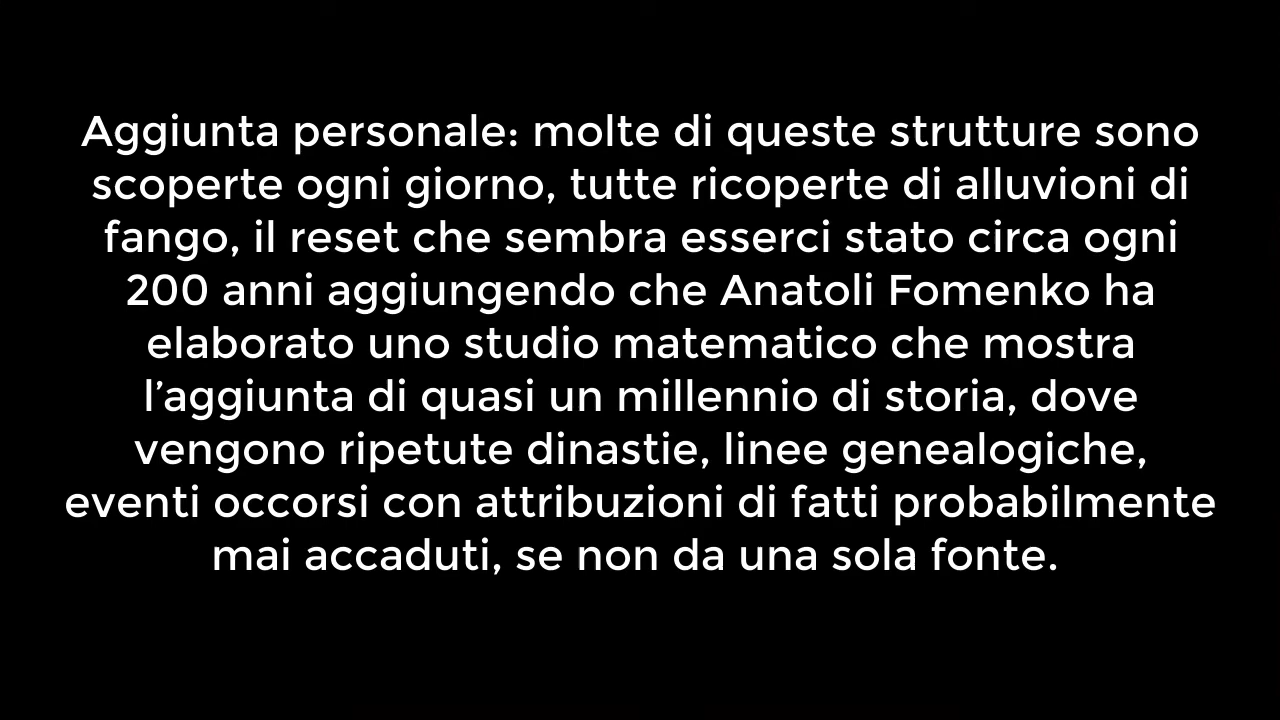 Aggiunta personale: molte di queste strutture sono
scoperte ogni giorno, tutte ricoperte di alluvioni di
fango, il reset che sembra esserci stato circa ogni
200 anni aggiungendo che Anatoli Fomenko ha
elaborato uno studio matematico che mostra
l’aggiunta di quasi un millennio di storia, dove
vengono ripetute dinastie, linee genealogiche,
eventi occorsi con attribuzioni di fatti probabilmente
mai accaduti, se non da una sola fonte.